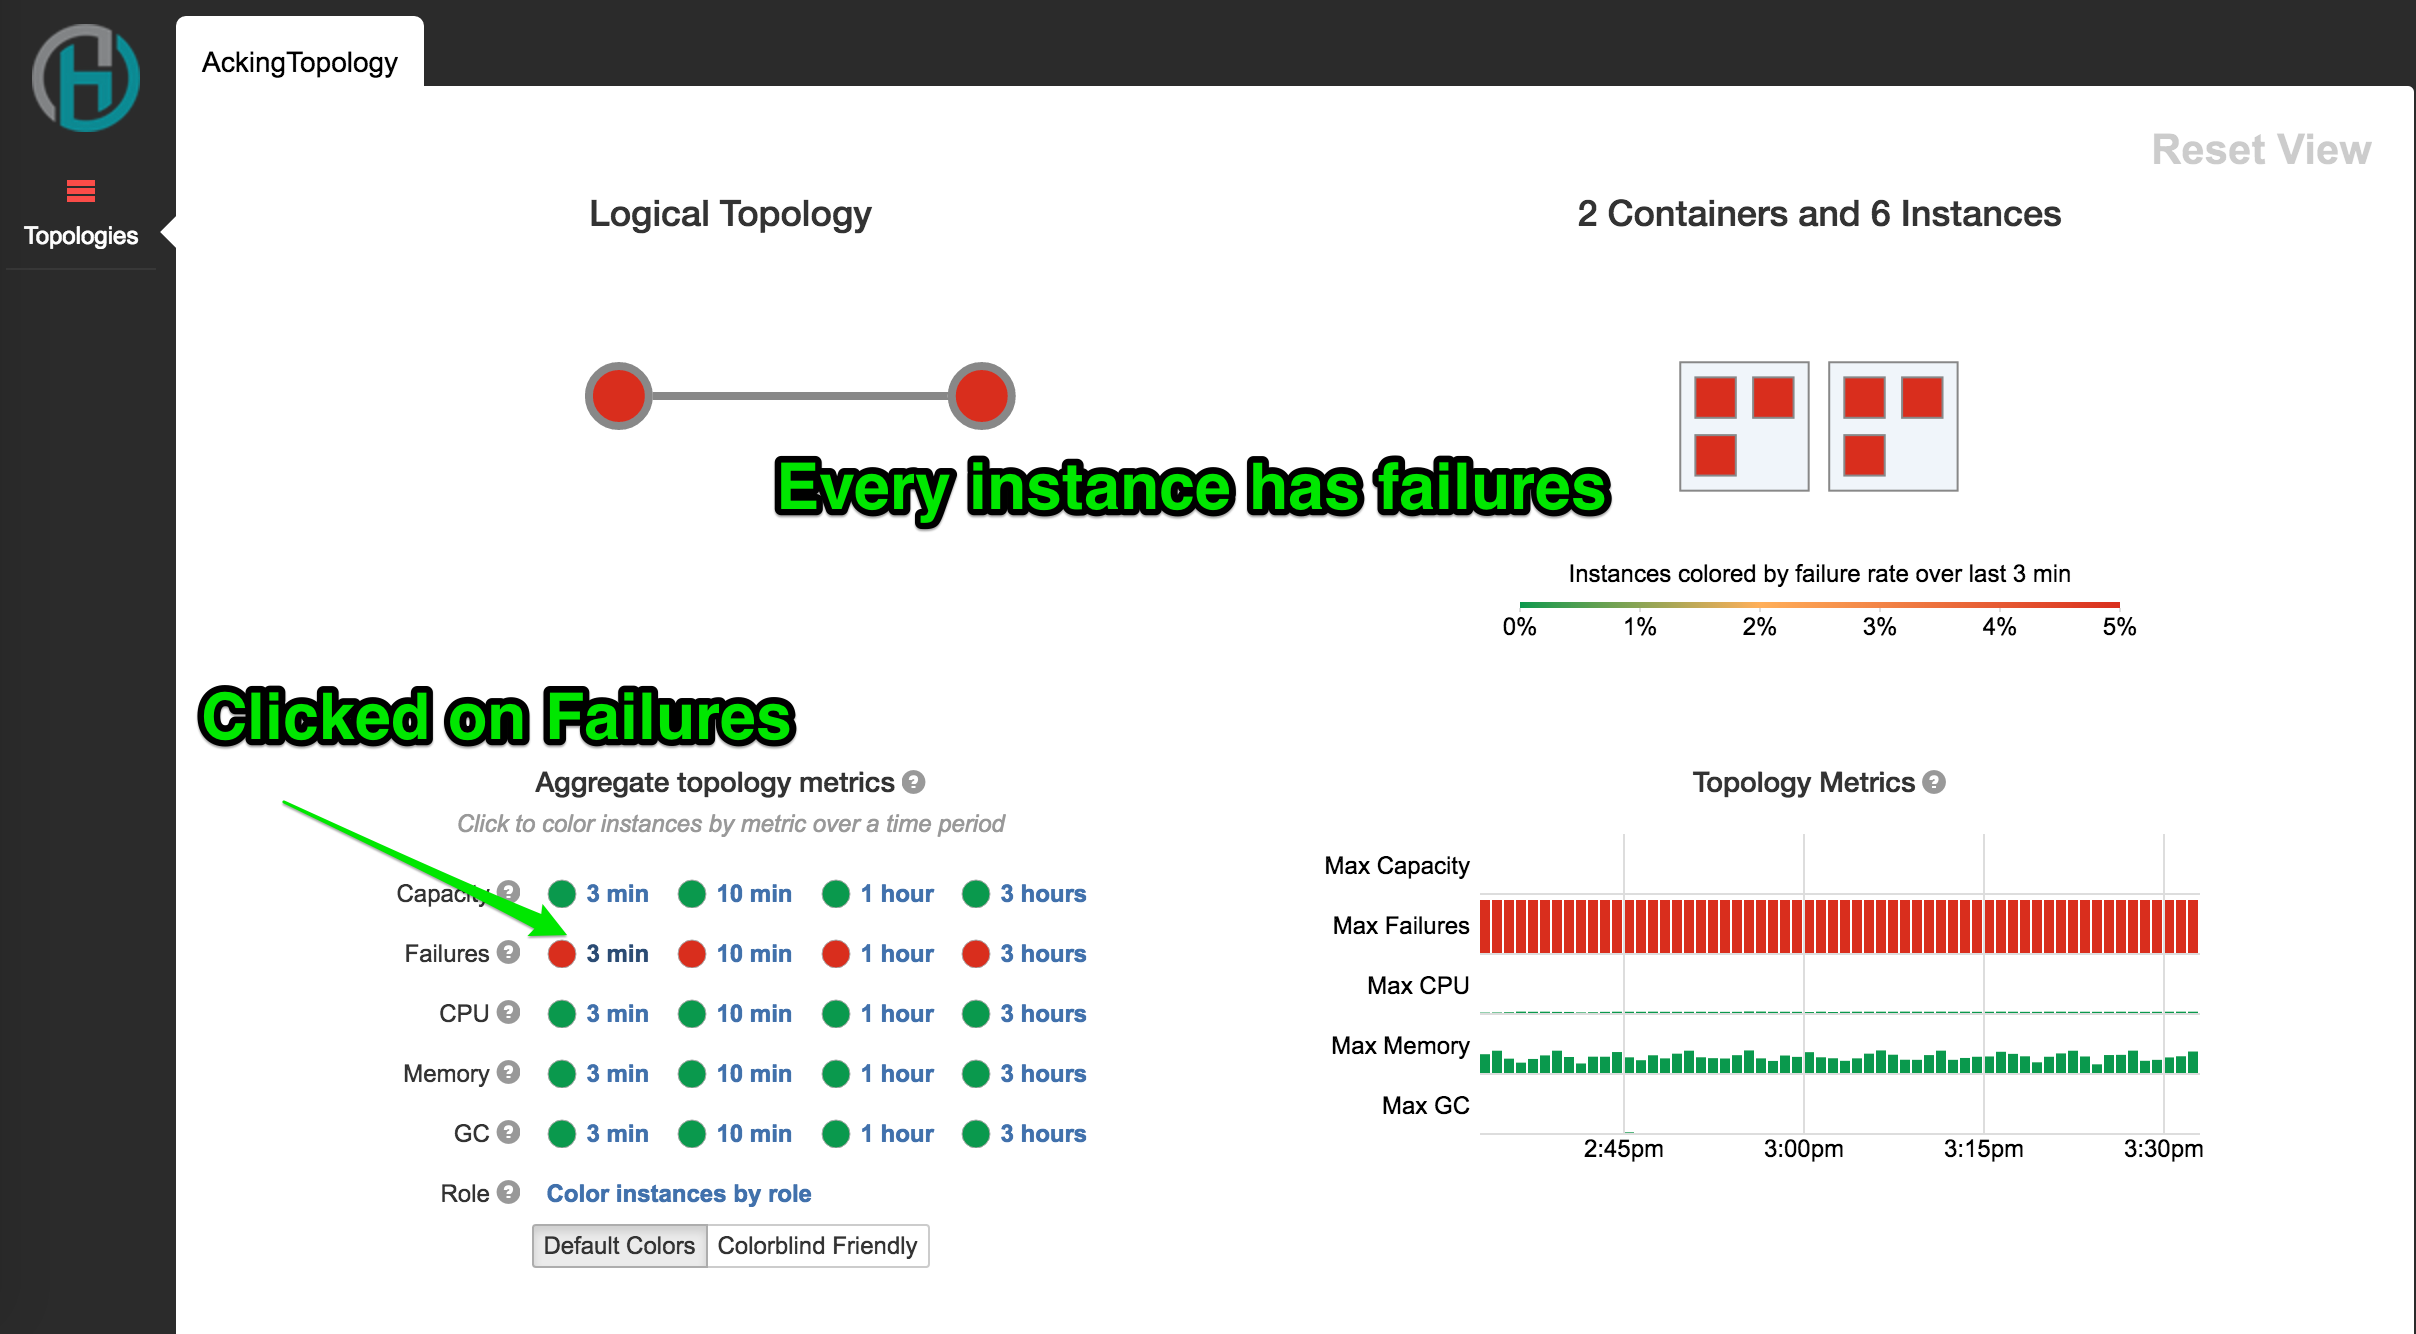 AckingTopology
Topologies
Reset View
Logical Topology
2 Containers and 6 Instances
Every instance has failures
Instances colored by failure rate over last 3 min
0% 1% 2% 3% 4% 5%
Clicked on Failures
Aggregate topology metrics ?
Click to color instances by metric over a time period
Capacity ? 3 min 10 min 1 hour 3 hours
Failures ? 3 min 10 min 1 hour 3 hours
CPU ? 3 min 10 min 1 hour 3 hours
Memory ? 3 min 10 min 1 hour 3 hours
GC ? 3 min 10 min 1 hour 3 hours
Role ? Color instances by role
Default Colors Colorblind Friendly
Topology Metrics ?
Max Capacity
Max Failures
Max CPU
Max Memory
Max GC
2:45pm 3:00pm 3:15pm 3:30pm